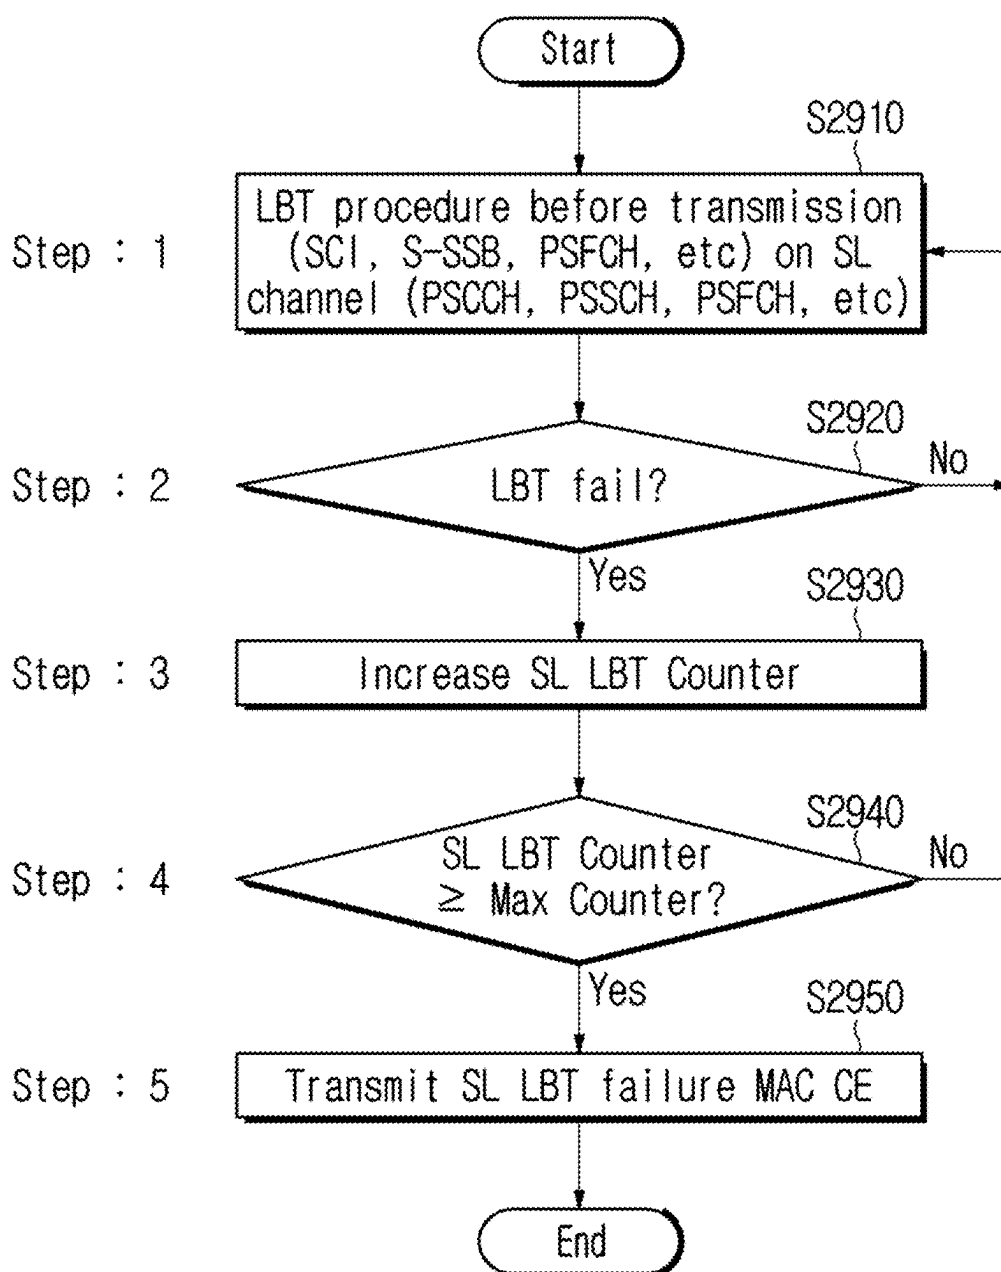 Start
S2910
Step : 1
LBT procedure before transmission
(SCI, S-SSB, PSFCH, etc) on SL
channel (PSCCH, PSSCH, PSFCH, etc)
S2920
Step : 2
LBT fail?
No
Yes
S2930
Step : 3
Increase SL LBT Counter
S2940
Step : 4
SL LBT Counter
≥ Max Counter?
No
Yes
S2950
Step : 5
Transmit SL LBT failure MAC CE
End